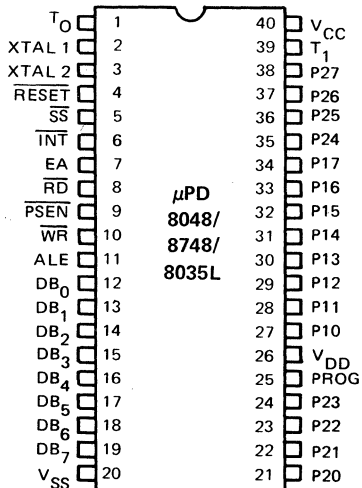 T0 1 40 VCC
XTAL 1 2 39 T1
XTAL 2 3 38 P27
RESET 4 37 P26
SS 5 36 P25
INT 6 35 P24
EA 7 34 P17
RD 8 33 P16
PSEN 9 32 P15
WR 10 31 P14
ALE 11 30 P13
DB0 12 29 P12
DB1 13 28 P11
DB2 14 27 P10
DB3 15 26 VDD
DB4 16 25 PROG
DB5 17 24 P23
DB6 18 23 P22
DB7 19 22 P21
VSS 20 21 P20
μPD
8048/
8748/
8035L